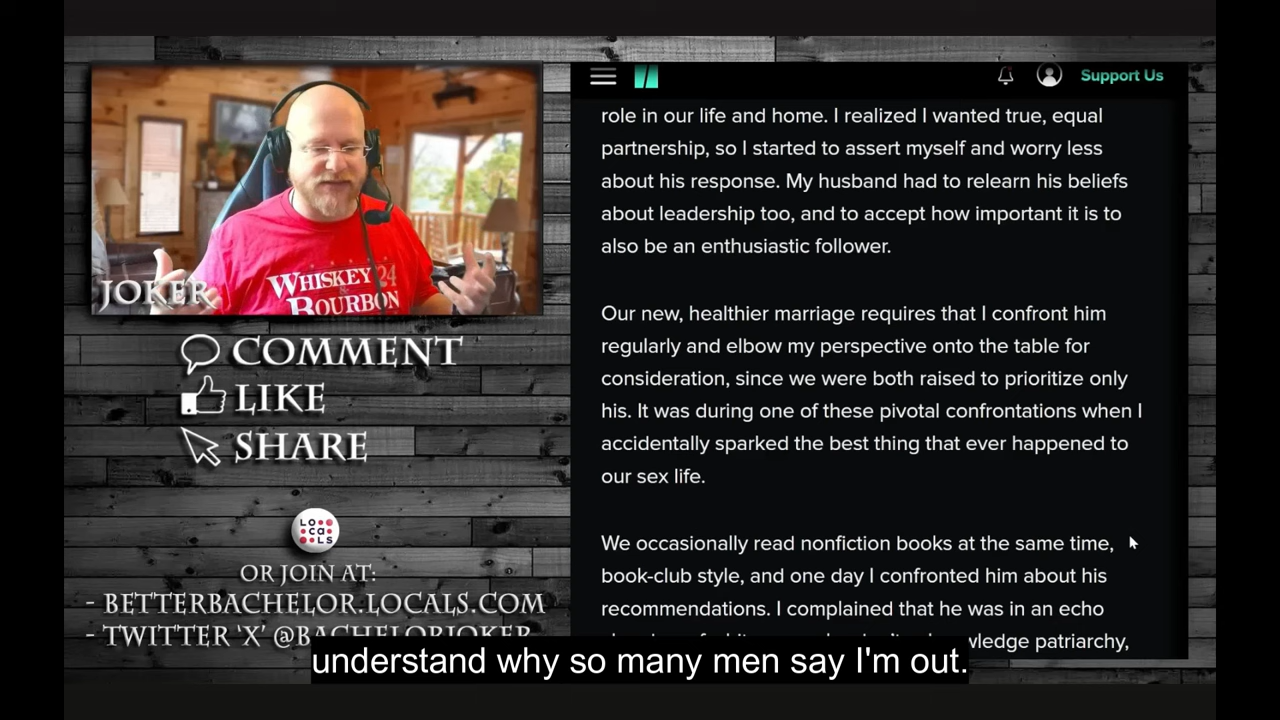 Support Us
role in our life and home. I realized I wanted true, equal
partnership, so I started to assert myself and worry less
about his response. My husband had to relearn his beliefs
about leadership too, and to accept how important it is to
also be an enthusiastic follower.
Our new, healthier marriage requires that I confront him
regularly and elbow my perspective onto the table for
consideration, since we were both raised to prioritize only
his. It was during one of these pivotal confrontations when I
accidentally sparked the best thing that ever happened to
our sex life.
We occasionally read nonfiction books at the same time,
book-club style, and one day I confronted him about his
recommendations. I complained that he was in an echo
patriarchy,
WHISKEY '24
BOURBON
JOKER
COMMENT
LIKE
SHARE
LOCALS
OR JOIN AT:
- BETTERBACHELOR.LOCALS.COM
- TWITTER 'X' @BACHELORJOKER
understand why so many men say I'm out.